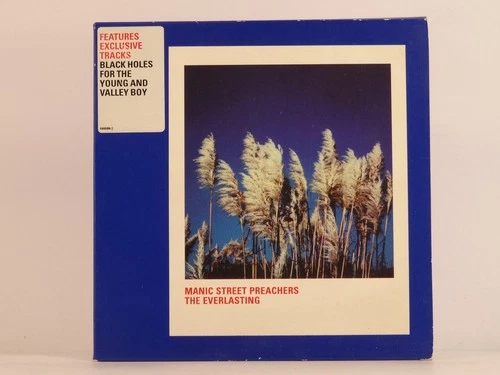 FEATURES
EXCLUSIVE
TRACKS
BLACK HOLES
FOR THE
YOUNG AND
VALLEY BOY
MANIC STREET PREACHERS
THE EVERLASTING